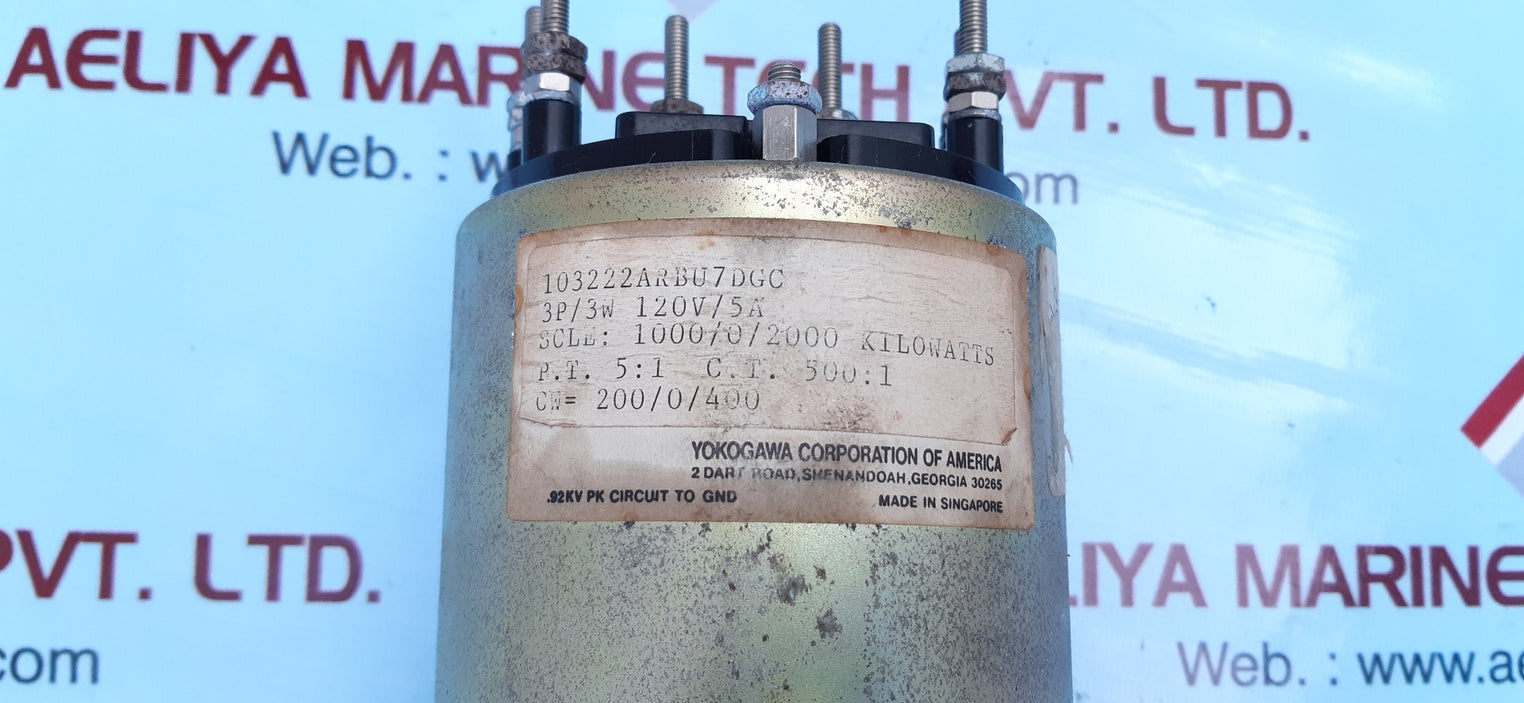 AELIYA MARINE TECH PVT. LTD.
Web. : w
om
103222ARBU7DGC
3P/3W 120V/5A
SCLE: 1000/0/2000 KILOWATTS
P.T. 5:1 C.T. 500:1
CW= 200/0/400
YOKOGAWA CORPORATION OF AMERICA
2 DART ROAD, SHENANDOAH, GEORGIA 30265
.92KV PK CIRCUIT TO GND MADE IN SINGAPORE
PVT. LTD.
LIYA MARINE
com
Web. : www.ae